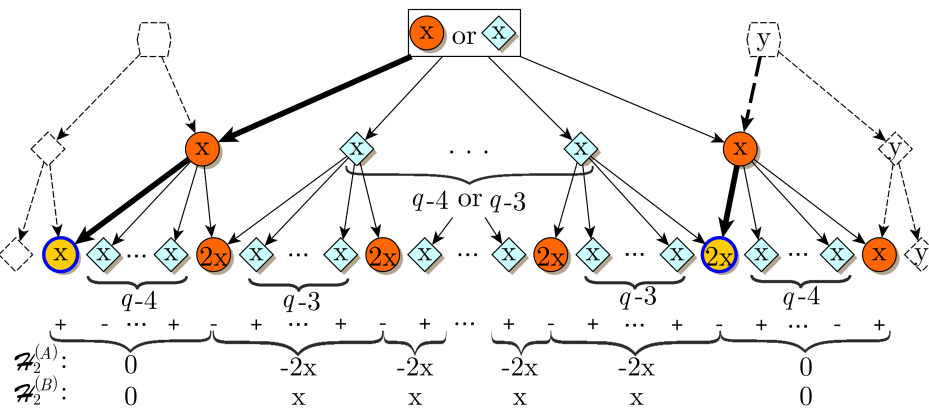 x or x y
x x ... x x y
q-4 or q-3
x x ... x 2x x ... x 2x x ... x 2x x ... x 2x x ... x x y
q-4 q-3 q-3 q-4
+ - ... + - + ... + - + ... + - + ... + - + ... - +
ℋ₂⁽ᴬ⁾: 0 -2x -2x -2x -2x 0
ℋ₂⁽ᴮ⁾: 0 x x x x 0